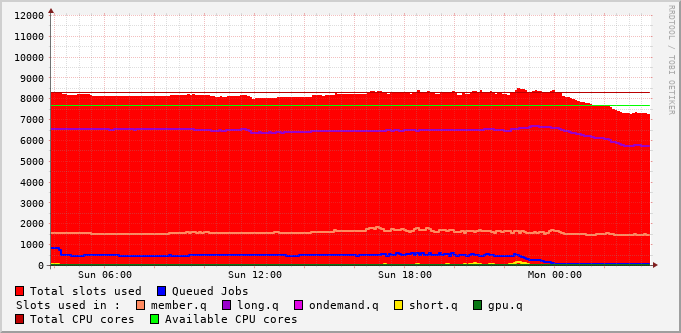 12000
11000
10000
9000
8000
7000
6000
5000
4000
3000
2000
1000
0
Sun 06:00 Sun 12:00 Sun 18:00 Mon 00:00
Total slots used Queued Jobs
Slots used in : member.q long.q ondemand.q short.q gpu.q
Total CPU cores Available CPU cores
RRDTOOL / TOBI OETIKER